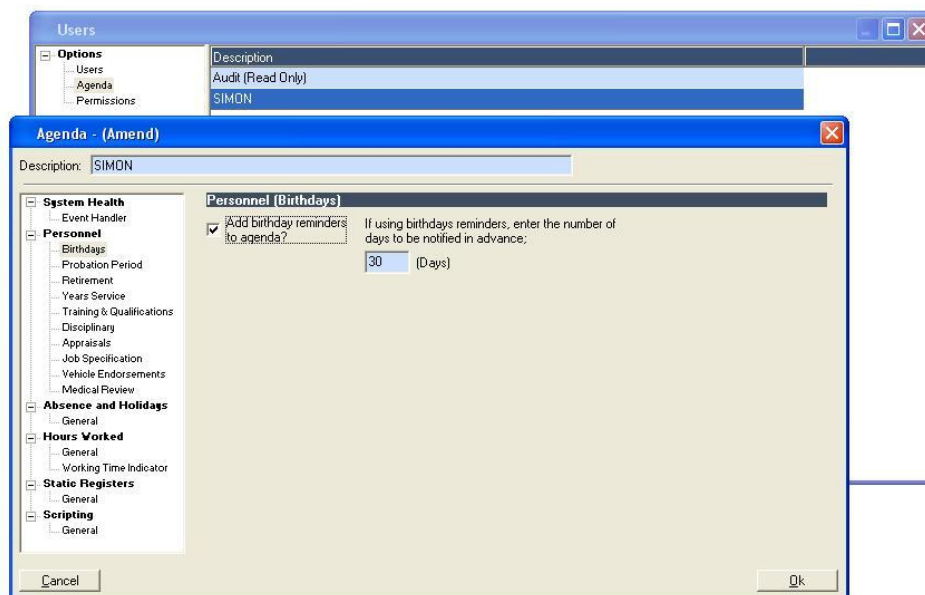 Users
Options
Users
Agenda
Permissions
Description
Audit (Read Only)
SIMON
Agenda - (Amend)
Description: SIMON
System Health
Event Handler
Personnel
Birthdays
Probation Period
Retirement
Years Service
Training & Qualifications
Disciplinary
Appraisals
Job Specification
Vehicle Endorsements
Medical Review
Absence and Holidays
General
Hours Worked
General
Working Time Indicator
Static Registers
General
Scripting
General
Personnel (Birthdays)
Add birthday reminders
to agenda?
If using birthdays reminders, enter the number of
days to be notified in advance;
30 (Days)
Cancel
Ok